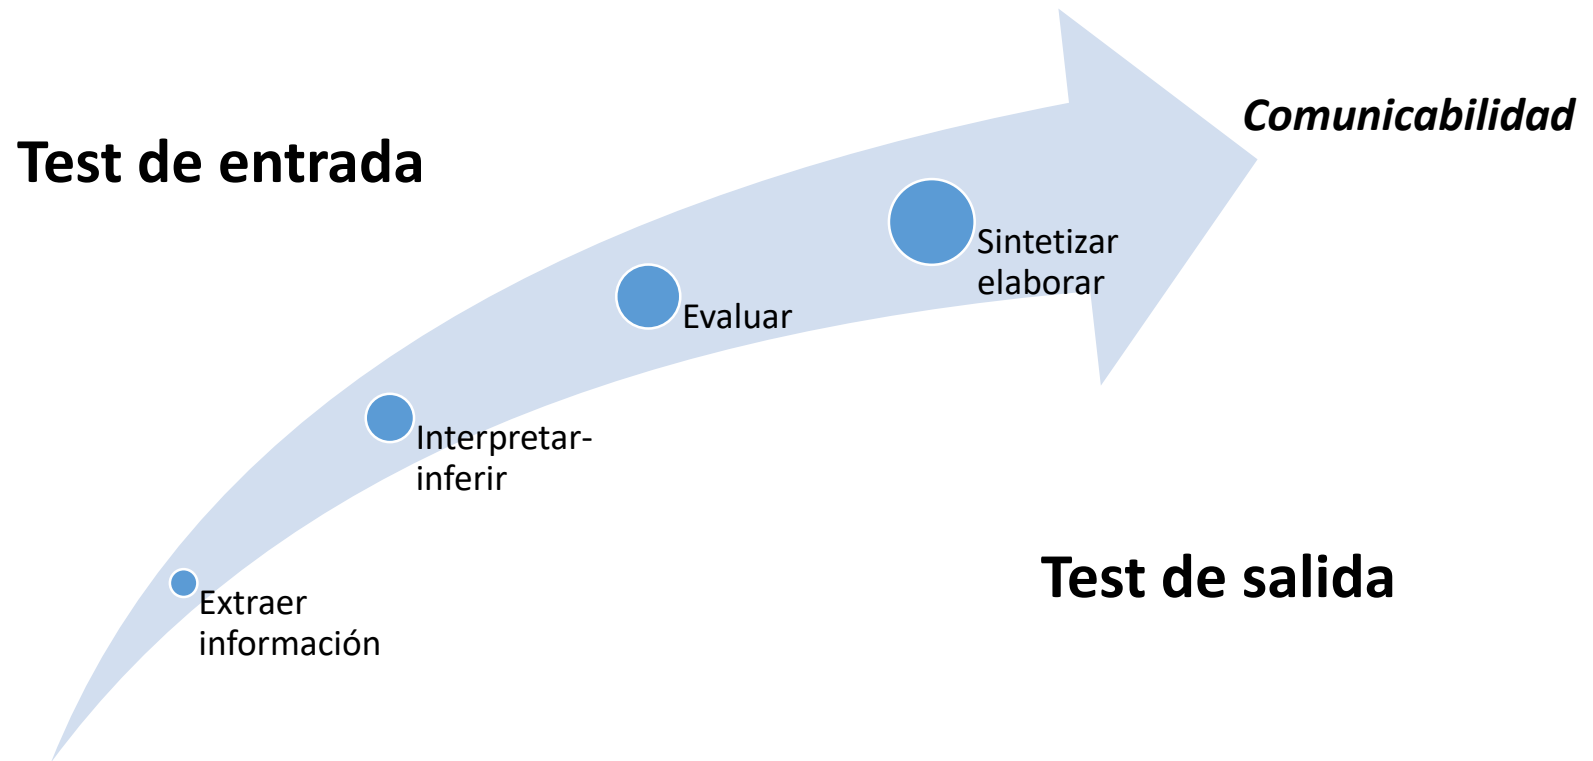 Comunicabilidad
Test de entrada
Sintetizar
elaborar
Evaluar
Interpretar-
inferir
Test de salida
Extraer
información